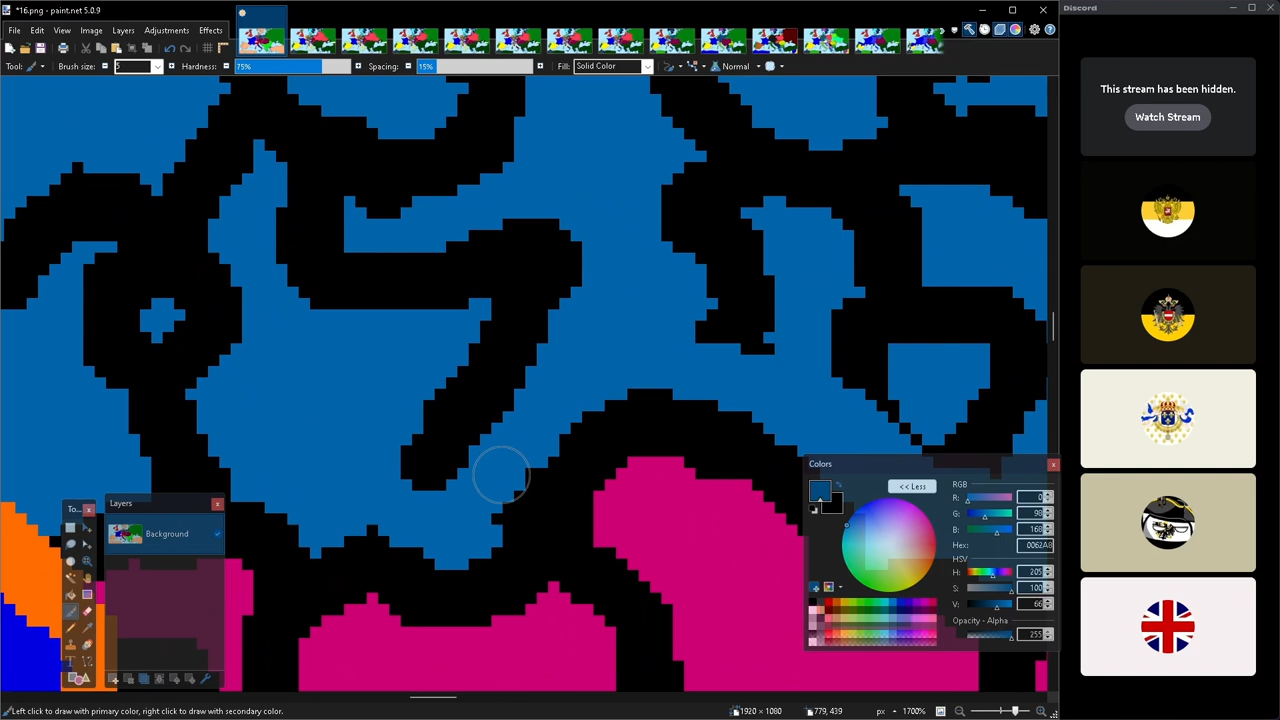 *16.png - paint.net 5.0.9
Discord
File Edit View Image Layers Adjustments Effects
Tool: Brush size: 5 Hardness: 75% Spacing: 15% Fill: Solid Color Normal
This stream has been hidden.
Watch Stream
Colors
<< Less
RGB
R: 0
G: 98
B: 168
Hex: 0062A8
HSV
H: 205
S: 100
V: 66
Opacity - Alpha
255
To...
Layers
Background
Left click to draw with primary color, right click to draw with secondary color.
1920 × 1080
779, 439
px
1700%